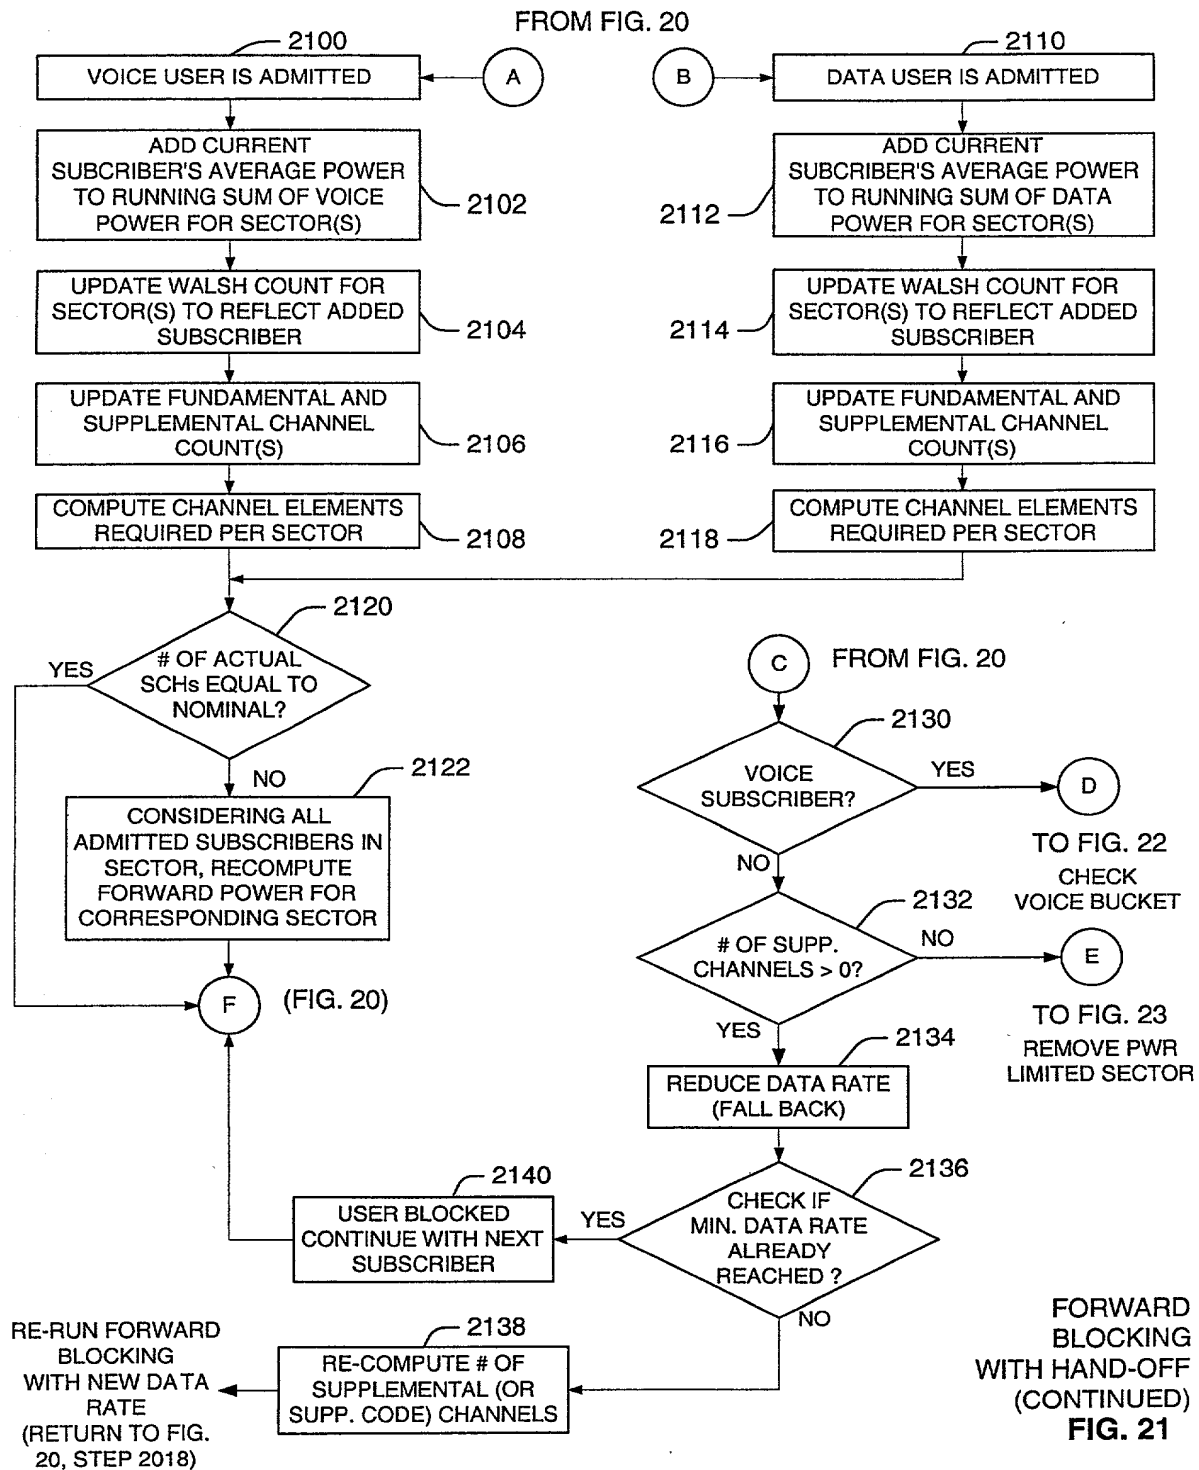 FROM FIG. 20
2100
VOICE USER IS ADMITTED
A
ADD CURRENT
SUBCRIBER'S AVERAGE POWER
TO RUNNING SUM OF VOICE
POWER FOR SECTOR(S)
2102
UPDATE WALSH COUNT FOR
SECTOR(S) TO REFLECT ADDED
SUBSCRIBER
2104
UPDATE FUNDAMENTAL AND
SUPPLEMENTAL CHANNEL
COUNT(S)
2106
COMPUTE CHANNEL ELEMENTS
REQUIRED PER SECTOR
2108
B
2110
DATA USER IS ADMITTED
ADD CURRENT
SUBCRIBER'S AVERAGE POWER
TO RUNNING SUM OF DATA
POWER FOR SECTOR(S)
2112
UPDATE WALSH COUNT FOR
SECTOR(S) TO REFLECT ADDED
SUBSCRIBER
2114
UPDATE FUNDAMENTAL AND
SUPPLEMENTAL CHANNEL
COUNT(S)
2116
COMPUTE CHANNEL ELEMENTS
REQUIRED PER SECTOR
2118
2120
# OF ACTUAL
SCHs EQUAL TO
NOMINAL?
YES
NO
2122
CONSIDERING ALL
ADMITTED SUBSCRIBERS IN
SECTOR, RECOMPUTE
FORWARD POWER FOR
CORRESPONDING SECTOR
F
(FIG. 20)
C
FROM FIG. 20
2130
VOICE
SUBSCRIBER?
YES
D
TO FIG. 22
CHECK
VOICE BUCKET
NO
2132
# OF SUPP.
CHANNELS > 0?
NO
E
TO FIG. 23
REMOVE PWR
LIMITED SECTOR
YES
2134
REDUCE DATA RATE
(FALL BACK)
2136
CHECK IF
MIN. DATA RATE
ALREADY
REACHED ?
YES
2140
USER BLOCKED
CONTINUE WITH NEXT
SUBSCRIBER
NO
2138
RE-COMPUTE # OF
SUPPLEMENTAL (OR
SUPP. CODE) CHANNELS
RE-RUN FORWARD
BLOCKING
WITH NEW DATA
RATE
(RETURN TO FIG.
20, STEP 2018)
FORWARD
BLOCKING
WITH HAND-OFF
(CONTINUED)
FIG. 21